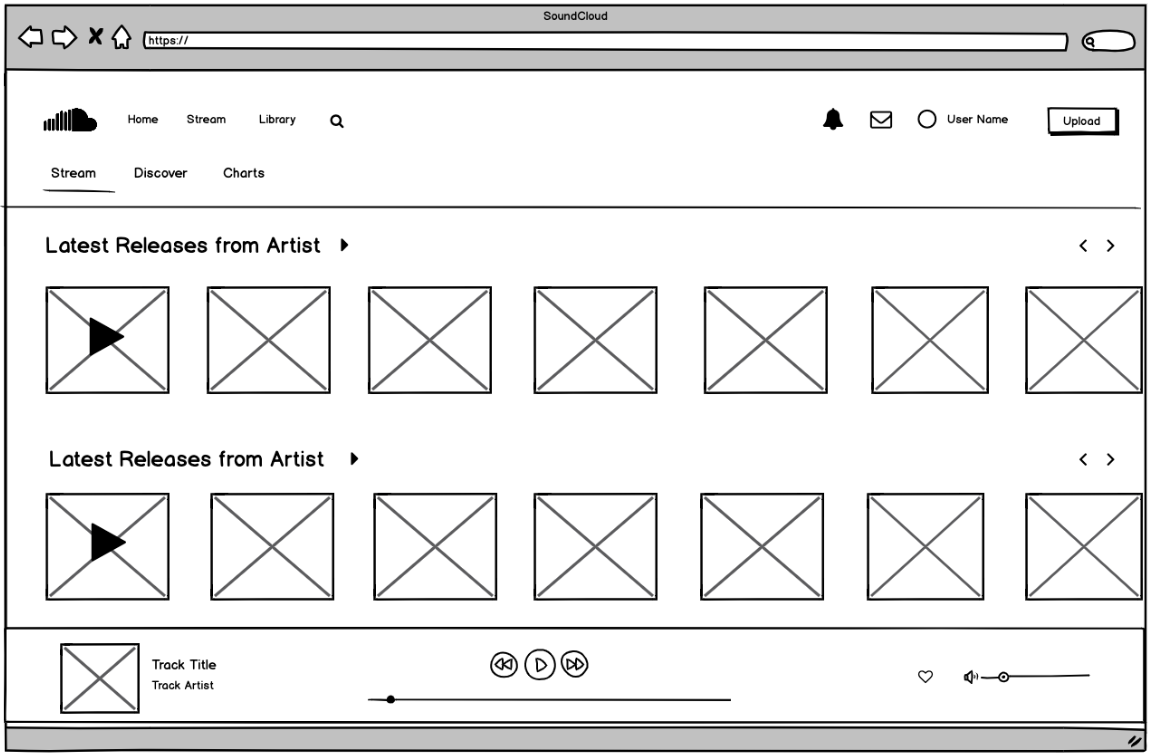 SoundCloud
https://
Home Stream Library
User Name
Upload
Stream Discover Charts
Latest Releases from Artist
Latest Releases from Artist
Track Title
Track Artist